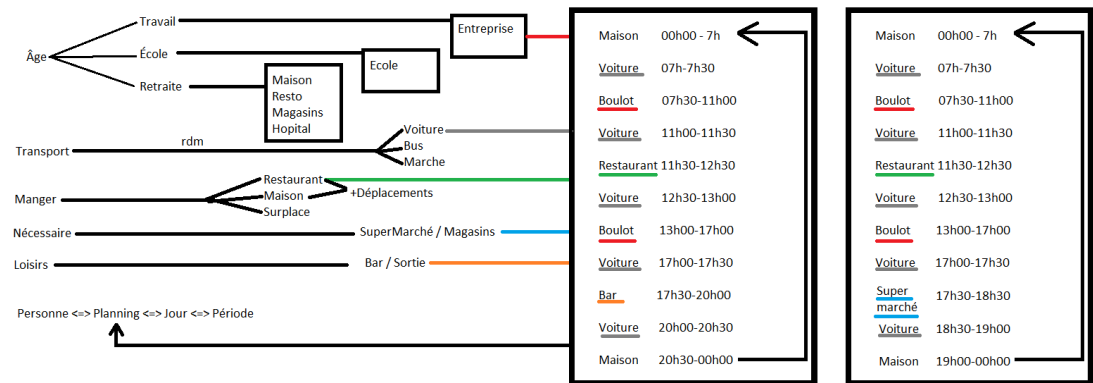 Âge
Travail
École
Retraite
Entreprise
Ecole
Maison
Resto
Magasins
Hopital
Transport
rdm
Voiture
Bus
Marche
Manger
Restaurant
Maison
Surplace
+Déplacements
Nécessaire
SuperMarché / Magasins
Loisirs
Bar / Sortie
Personne <=> Planning <=> Jour <=> Période
Maison 00h00 - 7h
Voiture 07h-7h30
Boulot 07h30-11h00
Voiture 11h00-11h30
Restaurant 11h30-12h30
Voiture 12h30-13h00
Boulot 13h00-17h00
Voiture 17h00-17h30
Bar 17h30-20h00
Voiture 20h00-20h30
Maison 20h30-00h00
Maison 00h00 - 7h
Voiture 07h-7h30
Boulot 07h30-11h00
Voiture 11h00-11h30
Restaurant 11h30-12h30
Voiture 12h30-13h00
Boulot 13h00-17h00
Voiture 17h00-17h30
Super
marché 17h30-18h30
Voiture 18h30-19h00
Maison 19h00-00h00